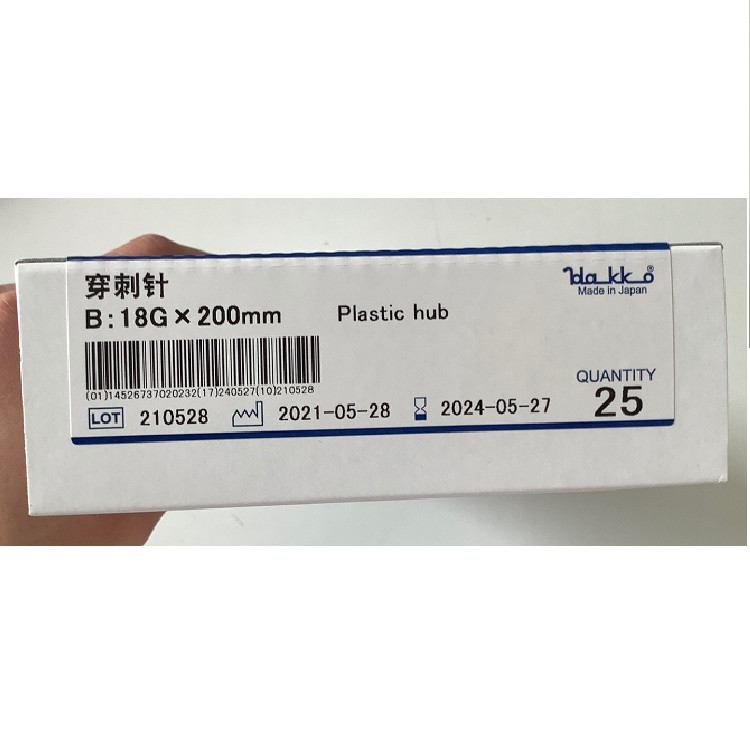 穿刺针
B:18G×200mm
Plastic hub
hakko®
Made in Japan
(01)14526737020232(17)240527(10)210528
LOT 210528 2021-05-28 2024-05-27
QUANTITY
25